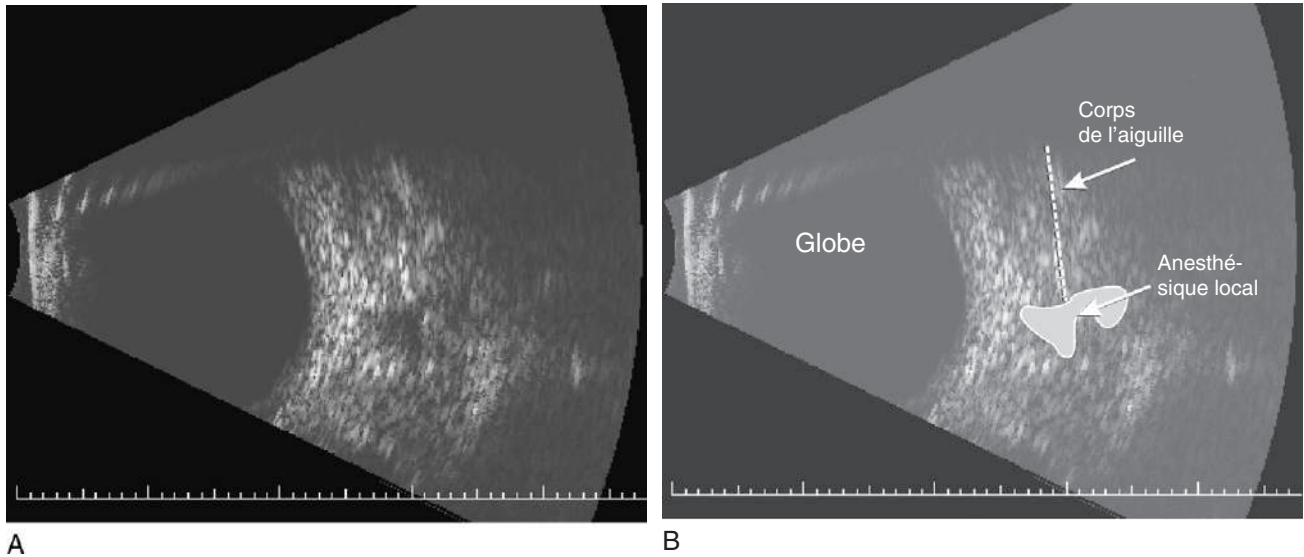 Corps
de l'aiguille
Globe
Anesthé-
sique local
A
B